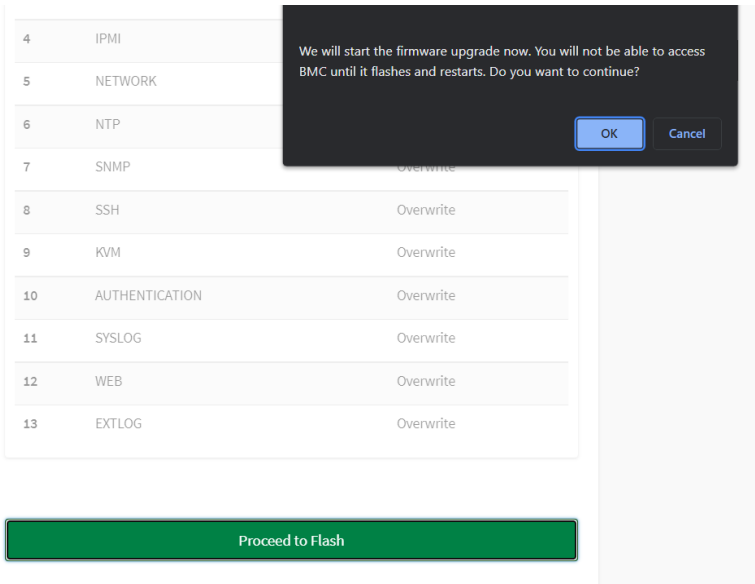 We will start the firmware upgrade now. You will not be able to access
BMC until it flashes and restarts. Do you want to continue?
OK Cancel
4 IPMI
5 NETWORK
6 NTP
7 SNMP Overwrite
8 SSH Overwrite
9 KVM Overwrite
10 AUTHENTICATION Overwrite
11 SYSLOG Overwrite
12 WEB Overwrite
13 EXTLOG Overwrite
Proceed to Flash